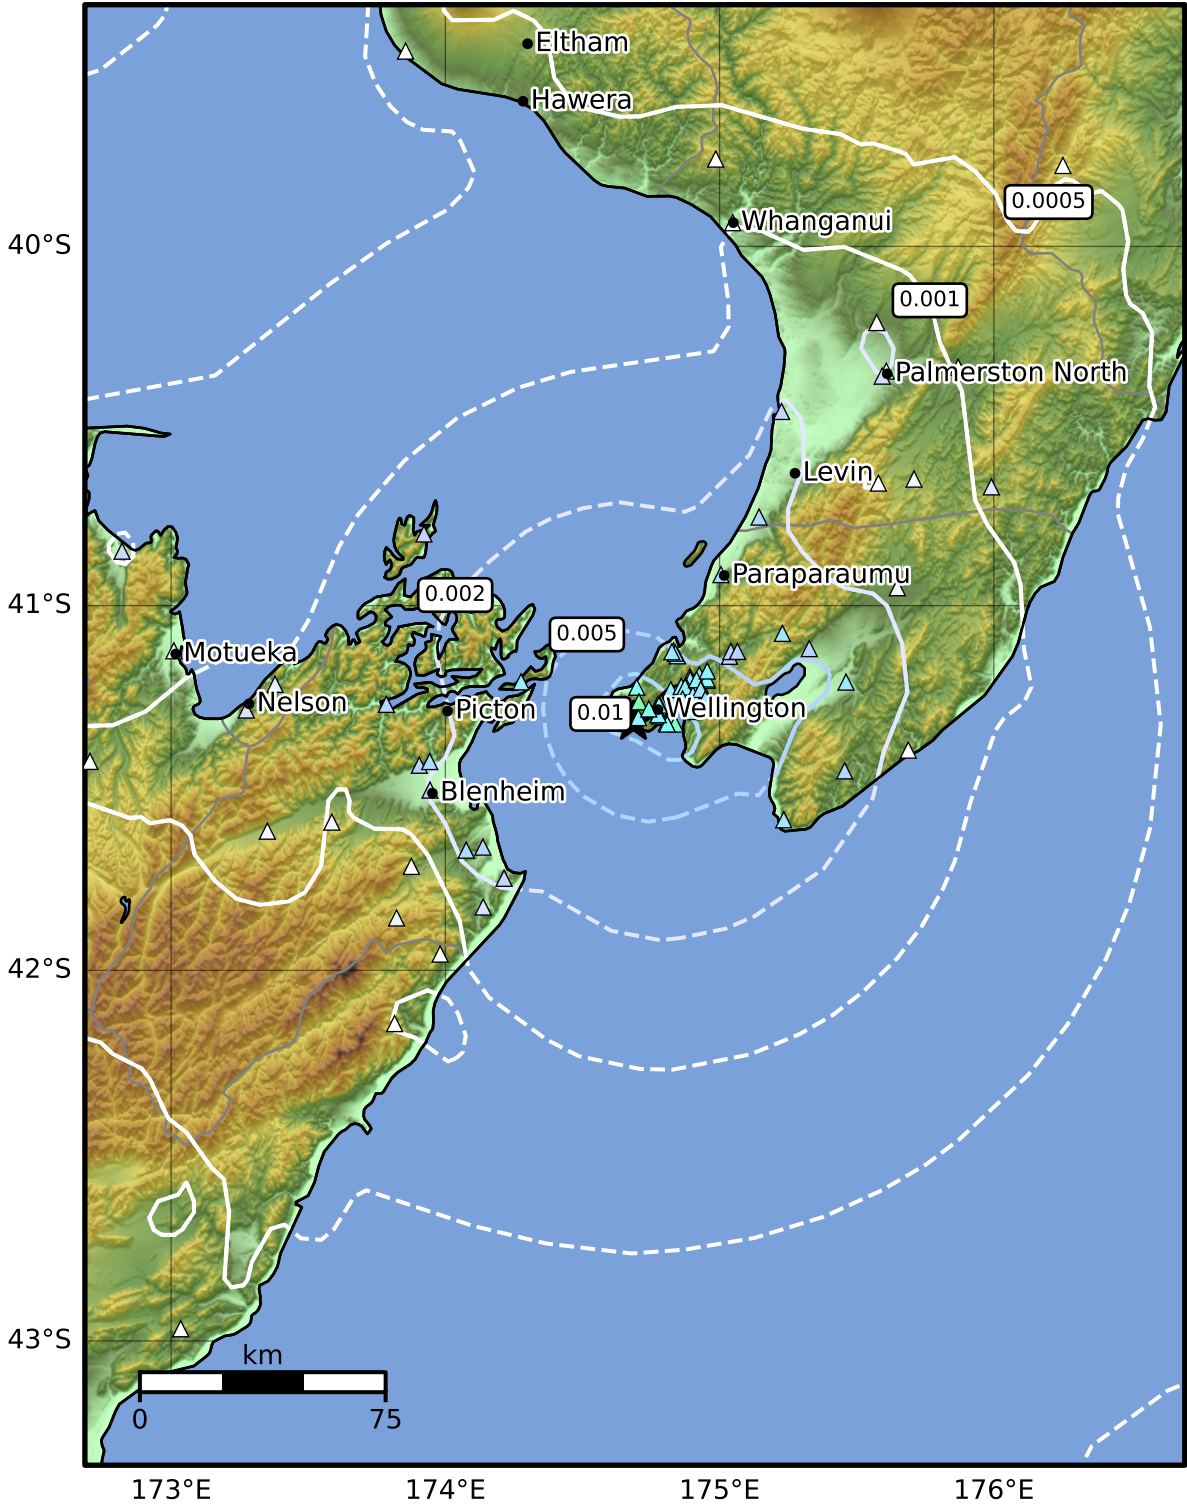 Eltham
Hawera
0.0005
Whanganui
40°S
0.001
Palmerston North
Levin
Paraparaumu
0.002
41°S
0.005
Motueka
Nelson
Picton
0.01
Wellington
Blenheim
42°S
43°S
km
0
75
173°E
174°E
175°E
176°E